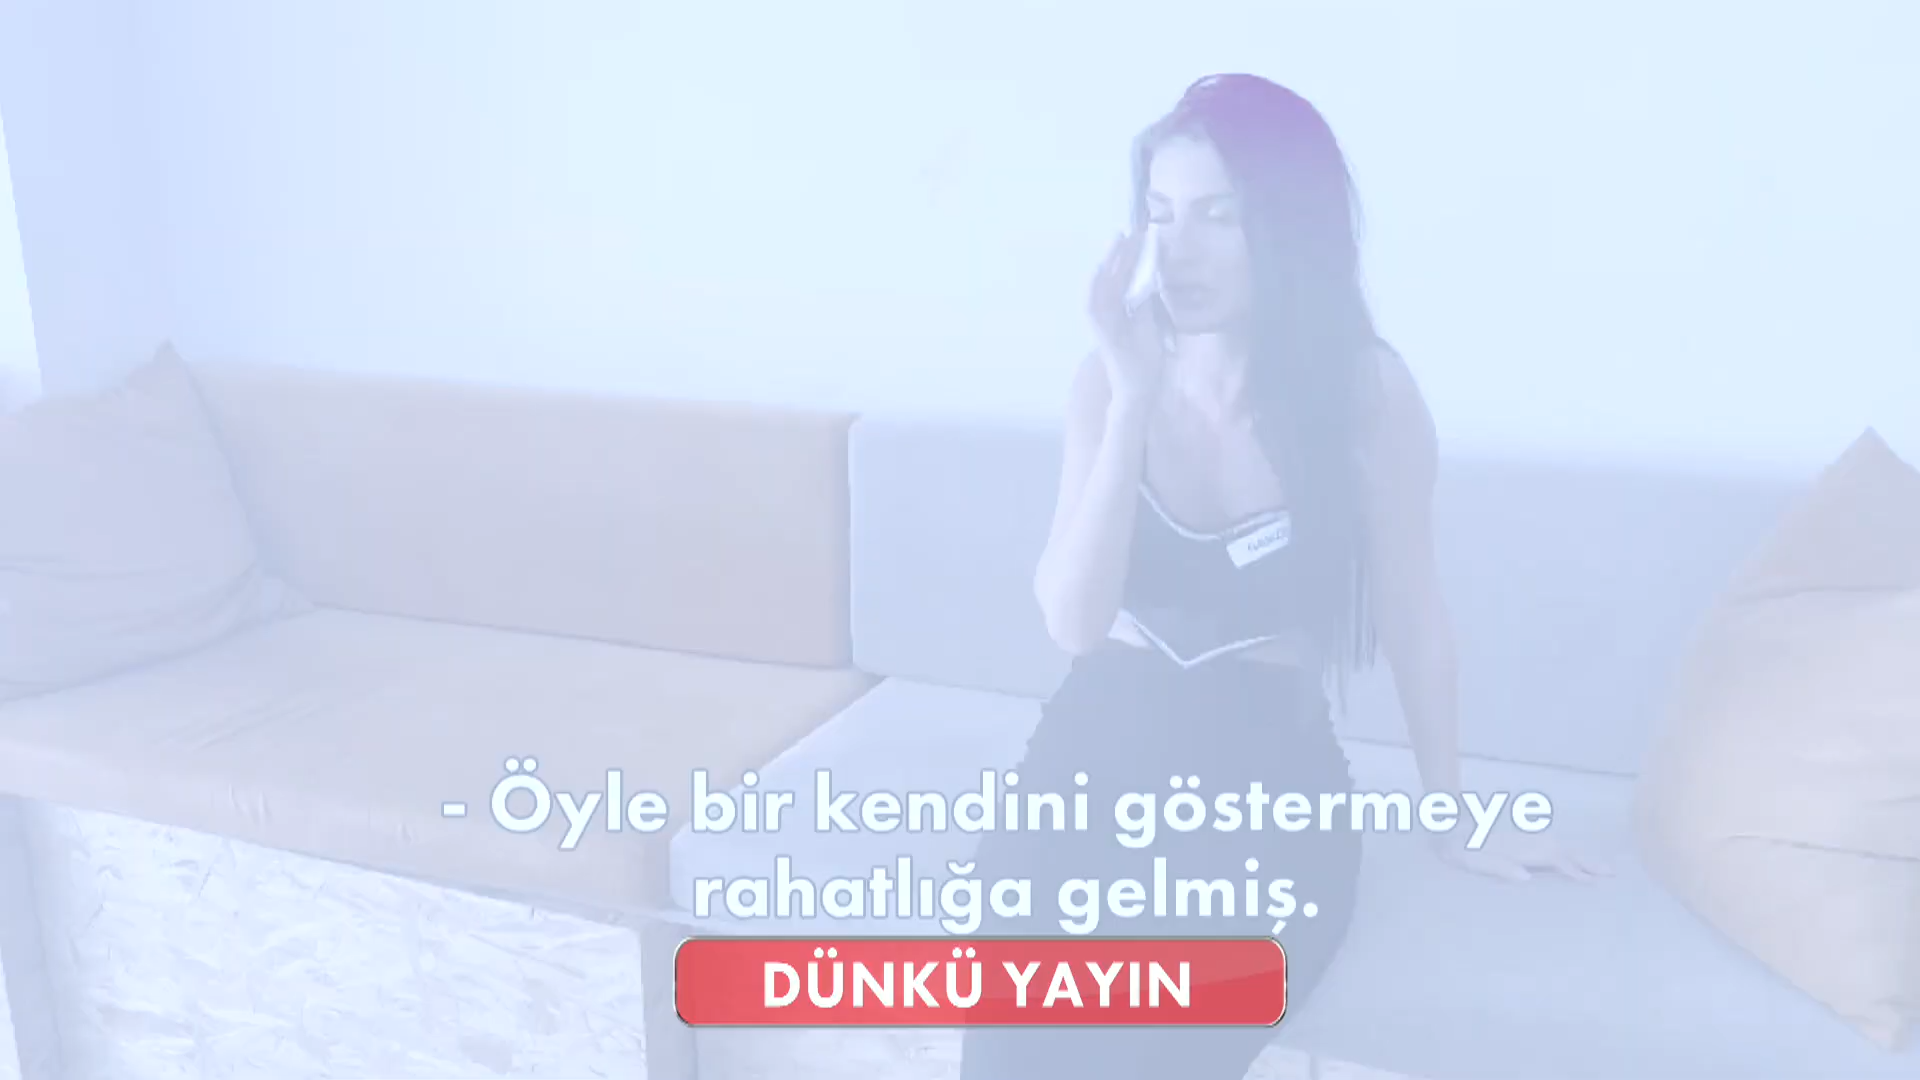 - Öyle bir kendini göstermeye
rahatlığa gelmiş.
DÜNKÜ YAYIN